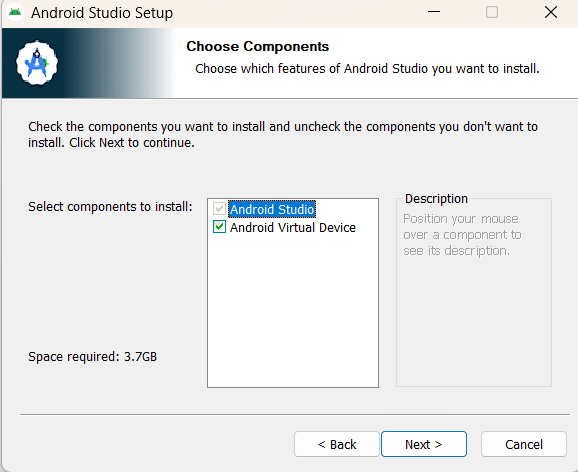 Android Studio Setup
Choose Components
Choose which features of Android Studio you want to install.
Check the components you want to install and uncheck the components you don't want to
install. Click Next to continue.
Select components to install:
Android Studio
Android Virtual Device
Description
Position your mouse
over a component to
see its description.
Space required: 3.7GB
< Back
Next >
Cancel